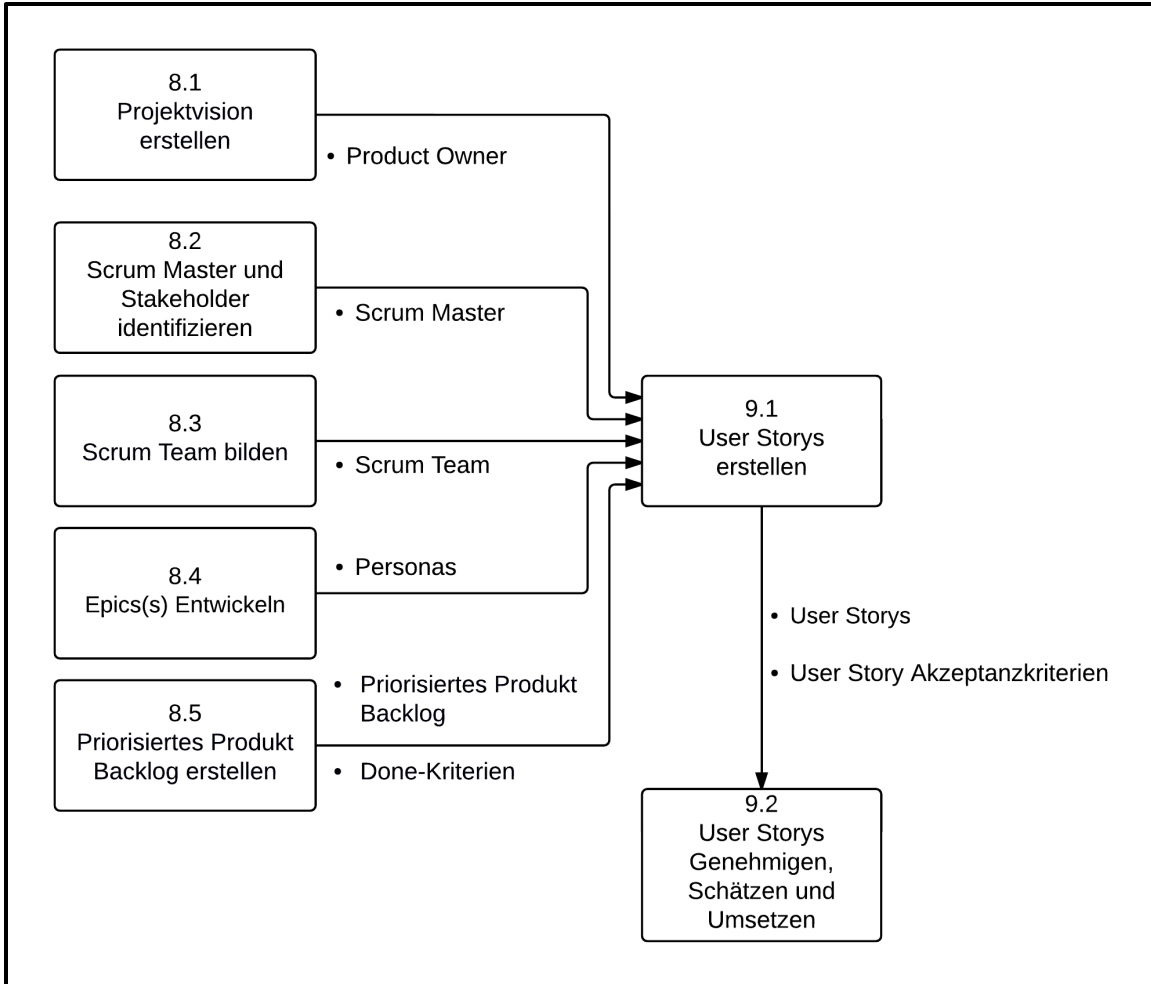 8.1
Projektvision
erstellen
• Product Owner
8.2
Scrum Master und
Stakeholder
identifizieren
• Scrum Master
8.3
Scrum Team bilden
• Scrum Team
8.4
Epics(s) Entwickeln
• Personas
8.5
Priorisiertes Produkt
Backlog erstellen
• Priorisiertes Produkt
Backlog
• Done-Kriterien
9.1
User Storys
erstellen
• User Storys
• User Story Akzeptanzkriterien
9.2
User Storys
Genehmigen,
Schätzen und
Umsetzen